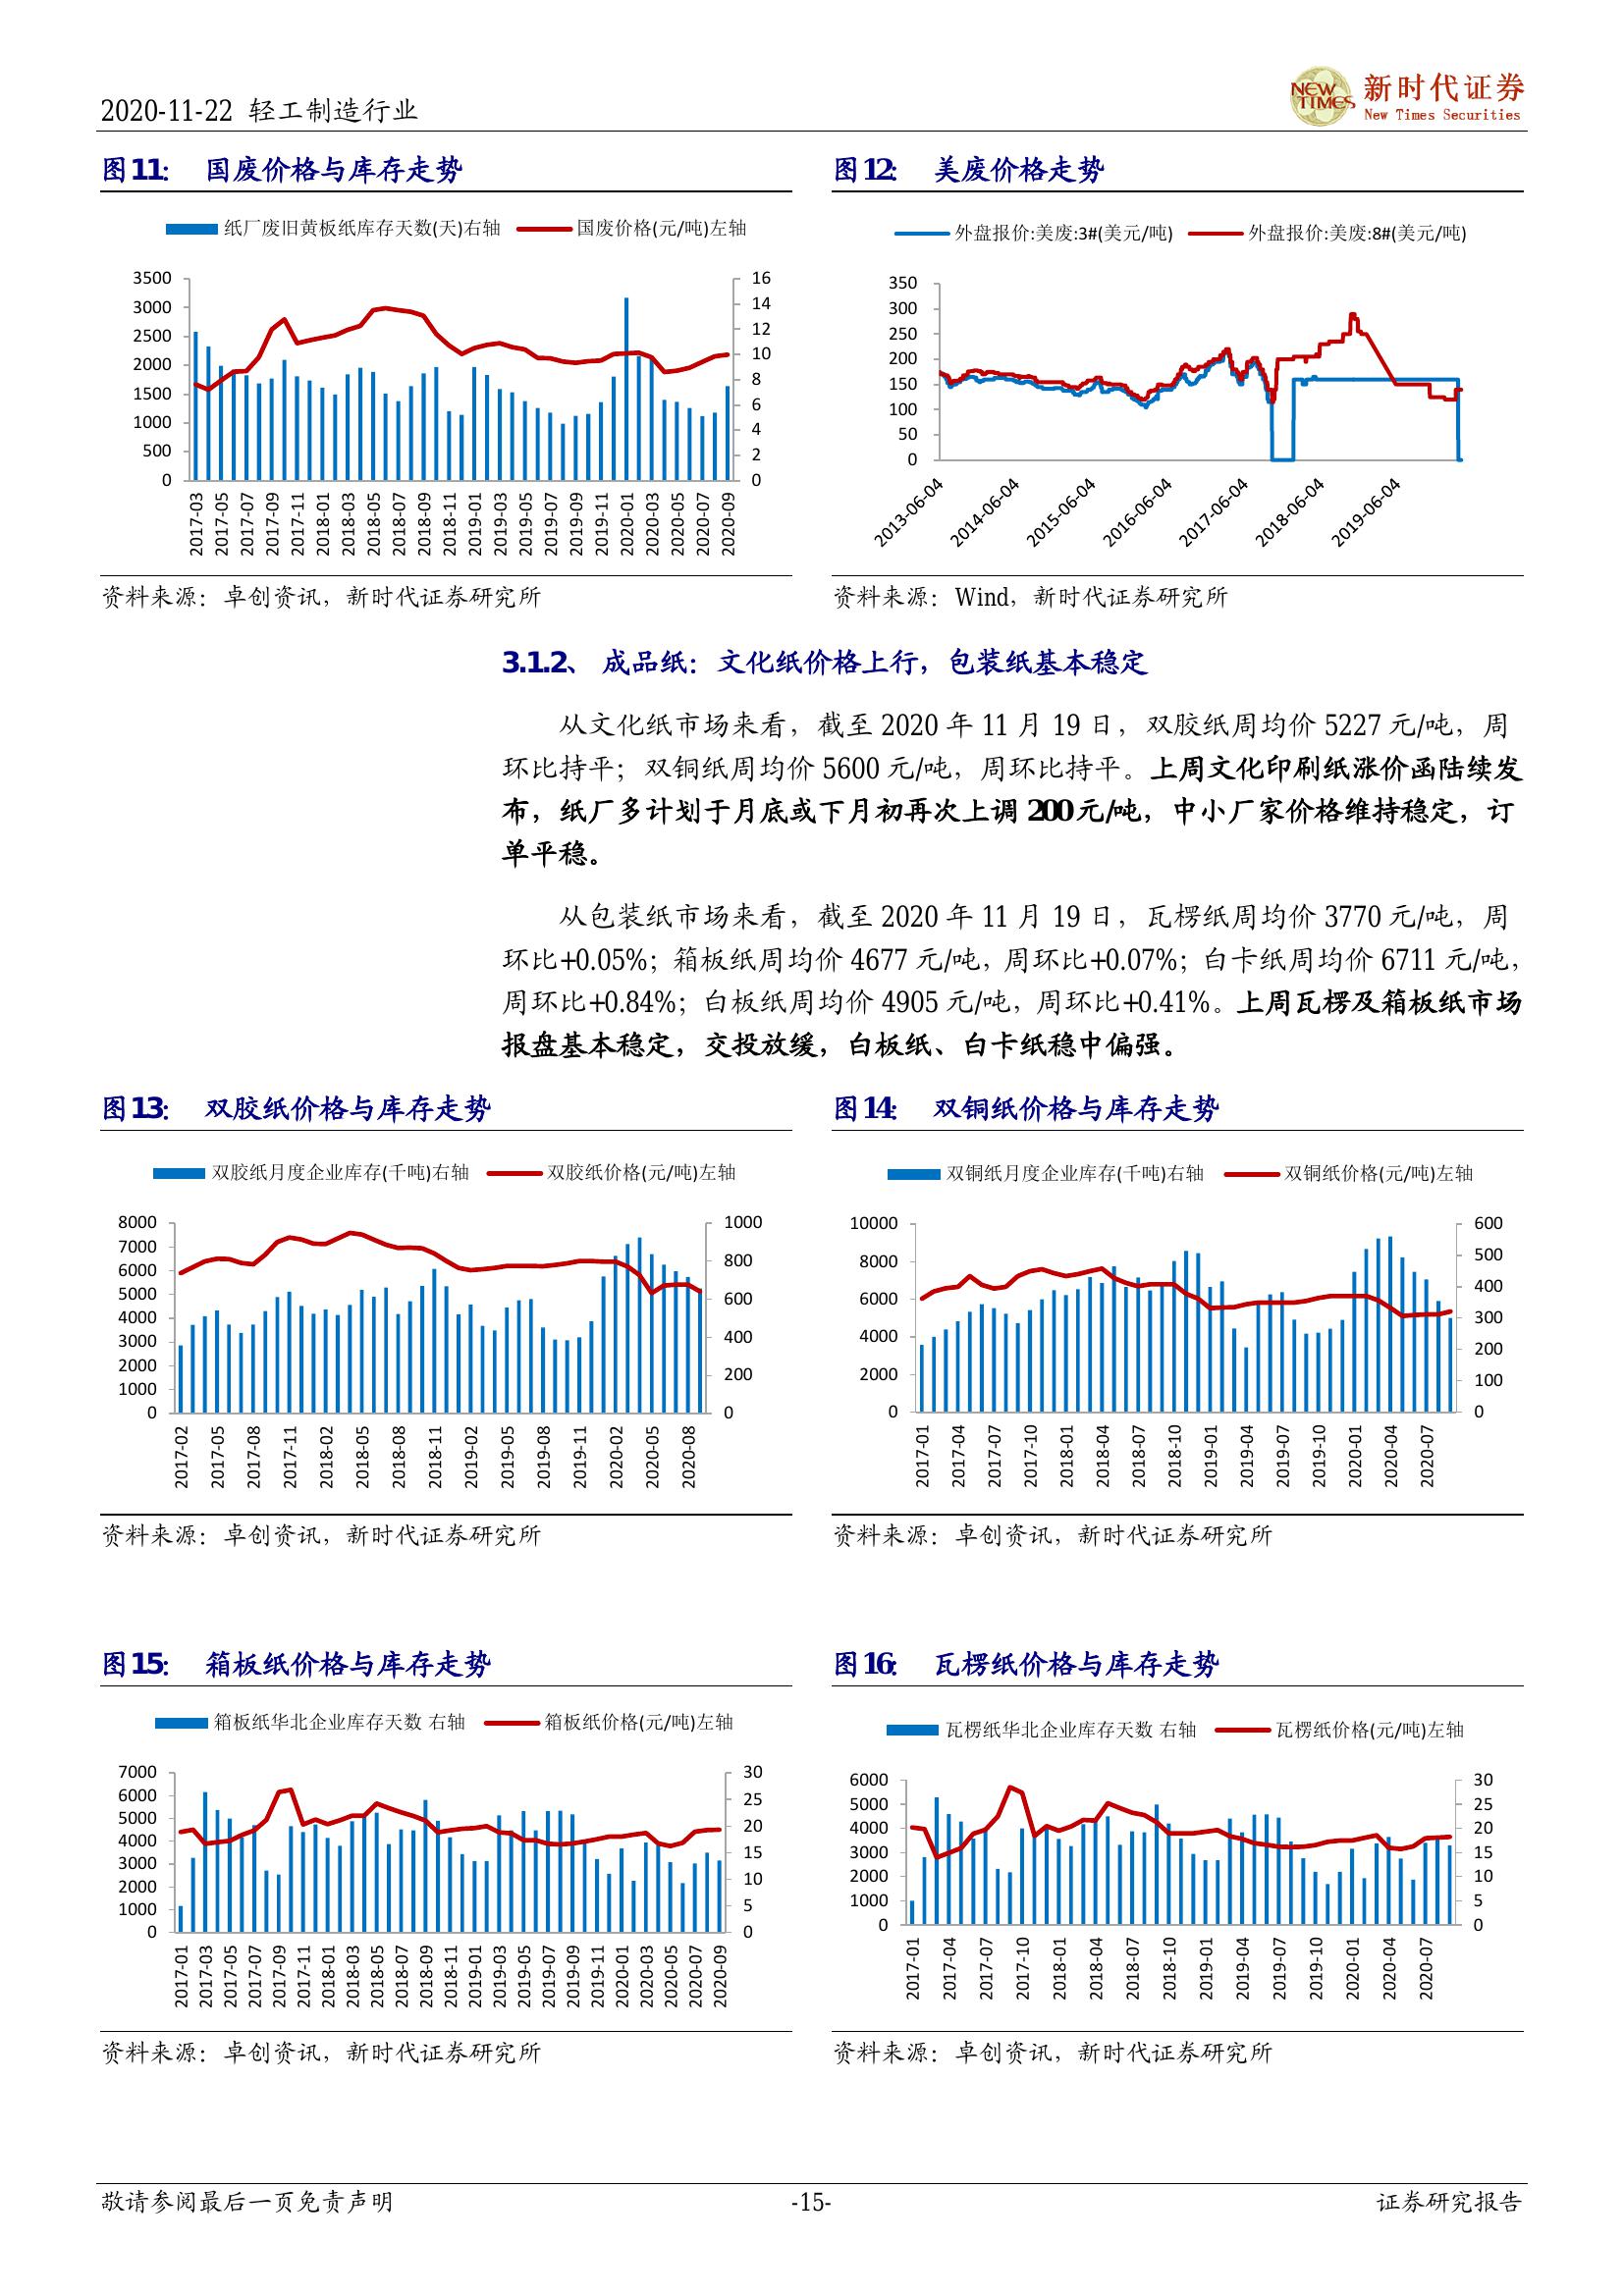 2020-11-22 轻工制造行业
NEW TIMES 新时代证券
New Times Securities
图11： 国废价格与库存走势
纸厂废旧黄板纸库存天数(天)右轴 国废价格(元/吨)左轴
3500 3000 2500 2000 1500 1000 500 0
16 14 12 10 8 6 4 2 0
2017-03 2017-05 2017-07 2017-09 2017-11 2018-01 2018-03 2018-05 2018-07 2018-09 2018-11 2019-01 2019-03 2019-05 2019-07 2019-09 2019-11 2020-01 2020-03 2020-05 2020-07 2020-09
资料来源：卓创资讯，新时代证券研究所
图12： 美废价格走势
外盘报价:美废:3#(美元/吨) 外盘报价:美废:8#(美元/吨)
350 300 250 200 150 100 50 0
2013-06-04 2014-06-04 2015-06-04 2016-06-04 2017-06-04 2018-06-04 2019-06-04
资料来源：Wind，新时代证券研究所
3.1.2、 成品纸：文化纸价格上行，包装纸基本稳定
从文化纸市场来看，截至 2020 年 11 月 19 日，双胶纸周均价 5227 元/吨，周
环比持平；双铜纸周均价 5600 元/吨，周环比持平。上周文化印刷纸涨价函陆续发
布，纸厂多计划于月底或下月初再次上调 200 元/吨，中小厂家价格维持稳定，订
单平稳。
从包装纸市场来看，截至 2020 年 11 月 19 日，瓦楞纸周均价 3770 元/吨，周
环比+0.05%；箱板纸周均价 4677 元/吨，周环比+0.07%；白卡纸周均价 6711 元/吨，
周环比+0.84%；白板纸周均价 4905 元/吨，周环比+0.41%。上周瓦楞及箱板纸市场
报盘基本稳定，交投放缓，白板纸、白卡纸稳中偏强。
图13： 双胶纸价格与库存走势
双胶纸月度企业库存(千吨)右轴 双胶纸价格(元/吨)左轴
8000 7000 6000 5000 4000 3000 2000 1000 0
1000 800 600 400 200 0
2017-02 2017-05 2017-08 2017-11 2018-02 2018-05 2018-08 2018-11 2019-02 2019-05 2019-08 2019-11 2020-02 2020-05 2020-08
资料来源：卓创资讯，新时代证券研究所
图14： 双铜纸价格与库存走势
双铜纸月度企业库存(千吨)右轴 双铜纸价格(元/吨)左轴
10000 8000 6000 4000 2000 0
600 500 400 300 200 100 0
2017-01 2017-04 2017-07 2017-10 2018-01 2018-04 2018-07 2018-10 2019-01 2019-04 2019-07 2019-10 2020-01 2020-04 2020-07
资料来源：卓创资讯，新时代证券研究所
图15： 箱板纸价格与库存走势
箱板纸华北企业库存天数 右轴 箱板纸价格(元/吨)左轴
7000 6000 5000 4000 3000 2000 1000 0
30 25 20 15 10 5 0
2017-01 2017-03 2017-05 2017-07 2017-09 2017-11 2018-01 2018-03 2018-05 2018-07 2018-09 2018-11 2019-01 2019-03 2019-05 2019-07 2019-09 2019-11 2020-01 2020-03 2020-05 2020-07 2020-09
资料来源：卓创资讯，新时代证券研究所
图16： 瓦楞纸价格与库存走势
瓦楞纸华北企业库存天数 右轴 瓦楞纸价格(元/吨)左轴
6000 5000 4000 3000 2000 1000 0
30 25 20 15 10 5 0
2017-01 2017-04 2017-07 2017-10 2018-01 2018-04 2018-07 2018-10 2019-01 2019-04 2019-07 2019-10 2020-01 2020-04 2020-07
资料来源：卓创资讯，新时代证券研究所
敬请参阅最后一页免责声明 -15- 证券研究报告